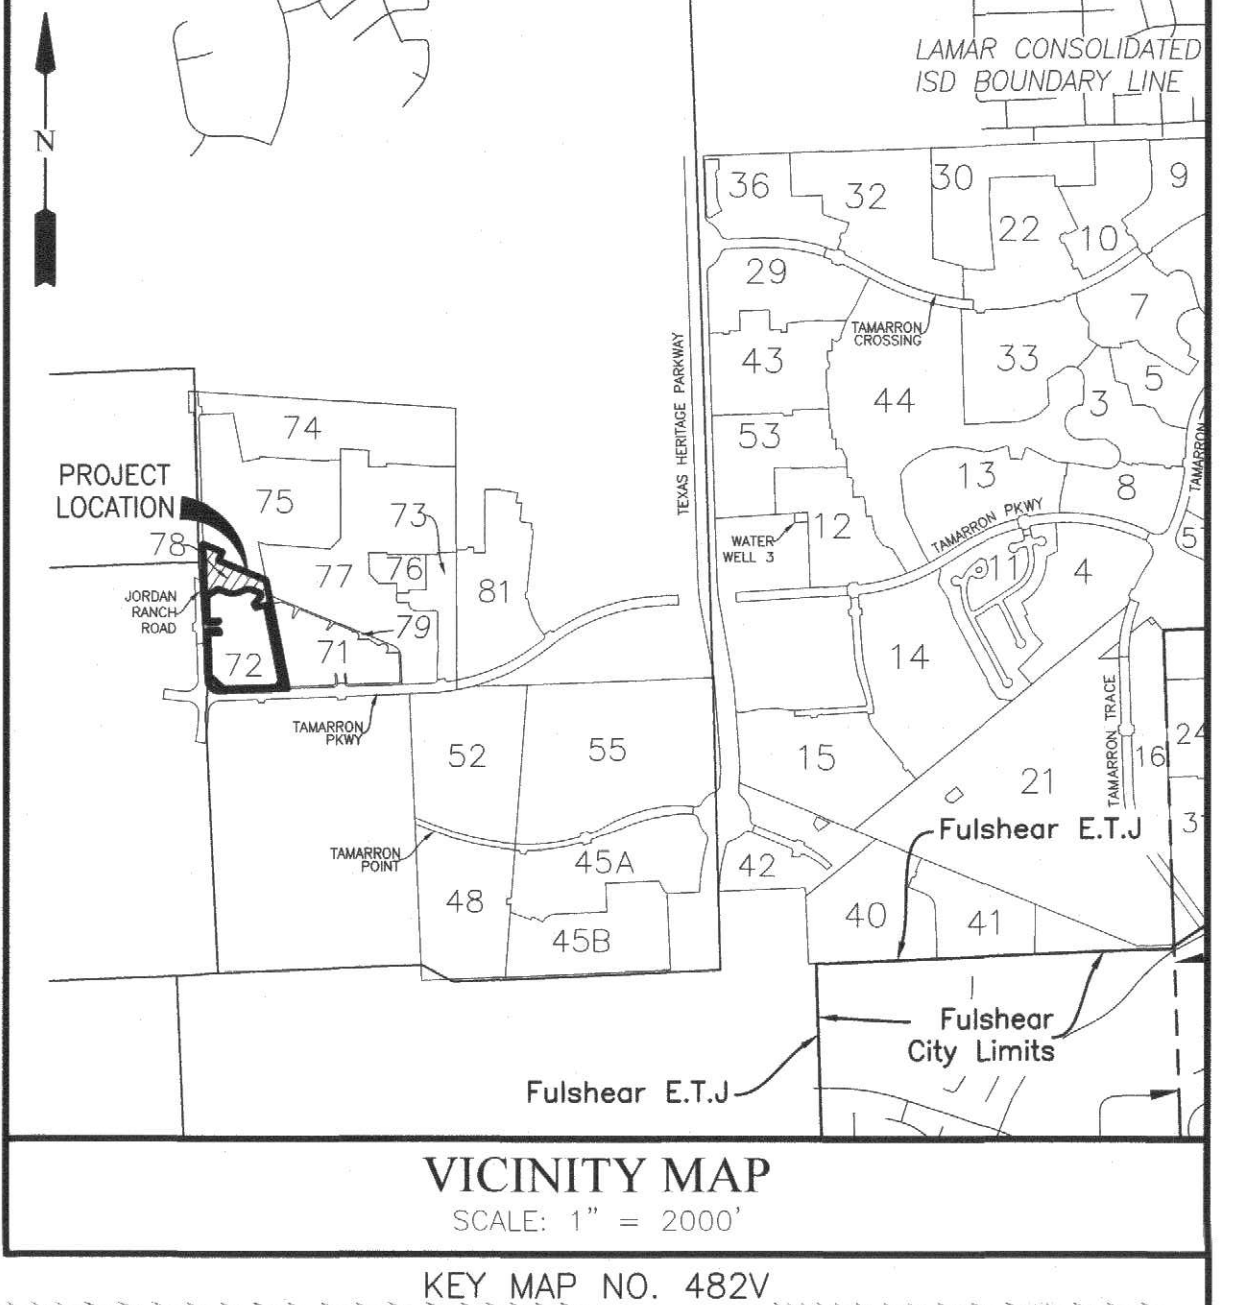 LAMAR CONSOLIDATED
ISD BOUNDARY LINE
N
36
32
30
22
10
9
29
7
TAMARRON
CROSSING
TEXAS HERITAGE PARKWAY
43
33
5
44
3
74
53
TAMARRON
13
8
PROJECT
LOCATION
75
73
TAMARRON PKWY
12
WATER
WELL 3
78
77
76
11
4
81
JORDAN
RANCH
ROAD
79
72
71
14
TAMARRON
PKWY
52
55
15
TAMARRON TRACE
16
24
21
TAMARRON
POINT
45A
42
Fulshear E.T.J
48
45B
40
41
Fulshear
City Limits
Fulshear E.T.J
VICINITY MAP
SCALE: 1" = 2000'
KEY MAP NO. 482V